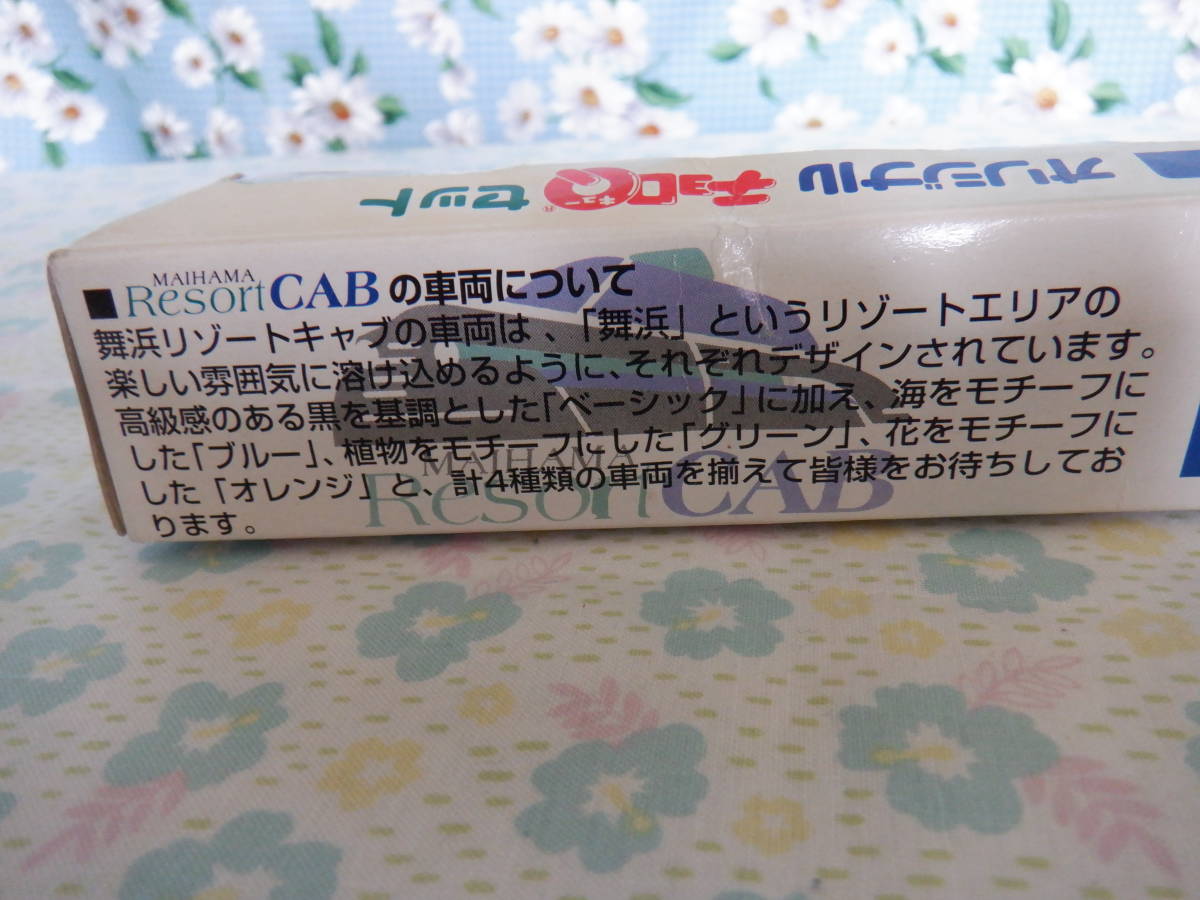 オリジナル チョロQ キュー ® セット
MAIHAMA
■ Resort CAB の車両について
舞浜リゾートキャブの車両は、「舞浜」というリゾートエリアの
楽しい雰囲気に溶け込めるように、それぞれデザインされています。
高級感のある黒を基調とした「ベーシック」に加え、海をモチーフに
した「ブルー」、植物をモチーフにした「グリーン」、花をモチーフに
した「オレンジ」と、計4種類の車両を揃えて皆様をお待ちしてお
ります。
MAIHAMA
Resort CAB